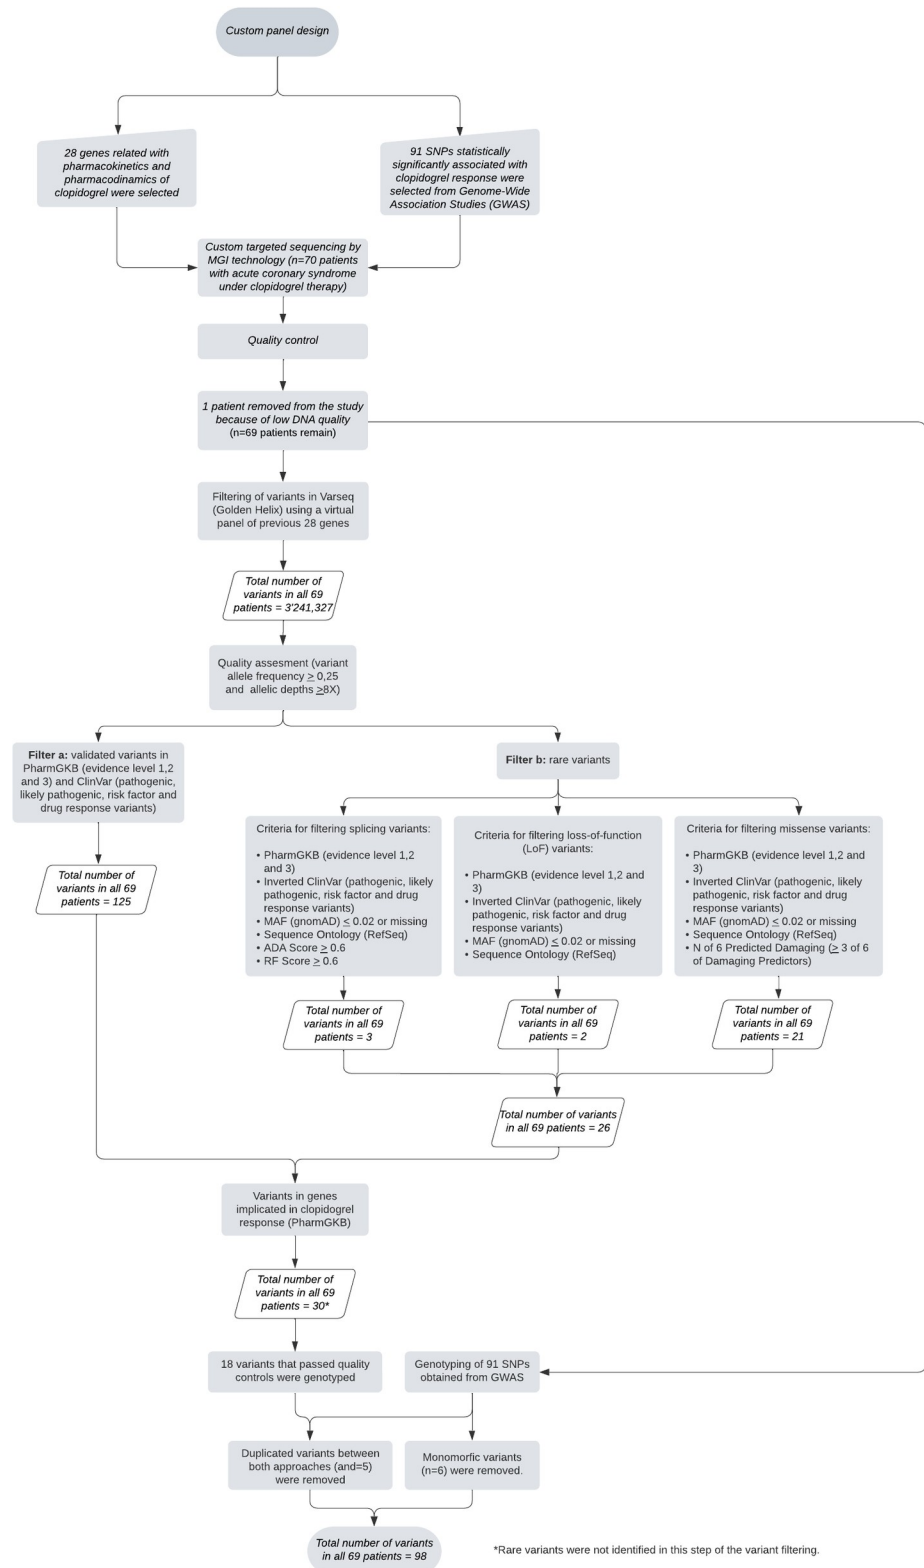 Custom panel design
28 genes related with
pharmacokinetics and
pharmacodinamics of
clopidogrel were selected
91 SNPs statistically
significantly associated with
clopidogrel response were
selected from Genome-Wide
Association Studies (GWAS)
Custom targeted sequencing by
MGI technology (n=70 patients
with acute coronary syndrome
under clopidogrel therapy)
Quality control
1 patient removed from the study
because of low DNA quality
(n=69 patients remain)
Filtering of variants in Varseq
(Golden Helix) using a virtual
panel of previous 28 genes
Total number of
variants in all 69
patients = 3'241,327
Quality assesment (variant
allele frequency ≥ 0,25
and allelic depths ≥8X)
Filter a: validated variants in
PharmGKB (evidence level 1,2
and 3) and ClinVar (pathogenic,
likely pathogenic, risk factor and
drug response variants)
Filter b: rare variants
Total number of
variants in all 69
patients = 125
Criteria for filtering splicing variants:
• PharmGKB (evidence level 1,2
and 3)
• Inverted ClinVar (pathogenic, likely
pathogenic, risk factor and drug
response variants)
• MAF (gnomAD) ≤ 0.02 or missing
• Sequence Ontology (RefSeq)
• ADA Score ≥ 0.6
• RF Score ≥ 0.6
Criteria for filtering loss-of-function
(LoF) variants:
• PharmGKB (evidence level 1,2 and
3)
• Inverted ClinVar (pathogenic, likely
pathogenic, risk factor and drug
response variants)
• MAF (gnomAD) ≤ 0.02 or missing
• Sequence Ontology (RefSeq)
Criteria for filtering missense variants:
• PharmGKB (evidence level 1,2 and
3)
• Inverted ClinVar (pathogenic, likely
pathogenic, risk factor and drug
response variants)
• MAF (gnomAD) ≤ 0.02 or missing
• Sequence Ontology (RefSeq)
• N of 6 Predicted Damaging (≥ 3 of 6
of Damaging Predictors)
Total number of
variants in all 69
patients = 3
Total number of
variants in all 69
patients = 2
Total number of
variants in all 69
patients = 21
Total number of variants
in all 69 patients = 26
Variants in genes
implicated in clopidogrel
response (PharmGKB)
Total number of
variants in all 69
patients = 30*
18 variants that passed quality
controls were genotyped
Genotyping of 91 SNPs
obtained from GWAS
Duplicated variants between
both approaches (and=5)
were removed
Monomorfic variants
(n=6) were removed.
Total number of variants
in all 69 patients = 98
*Rare variants were not identified in this step of the variant filtering.